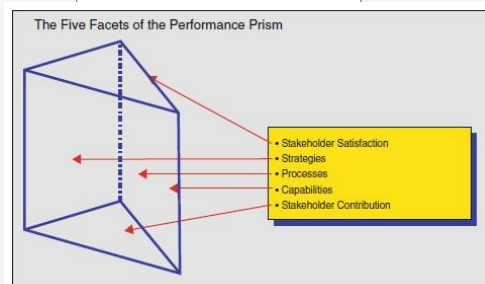 The Five Facets of the Performance Prism
• Stakeholder Satisfaction
• Strategies
• Processes
• Capabilities
• Stakeholder Contribution